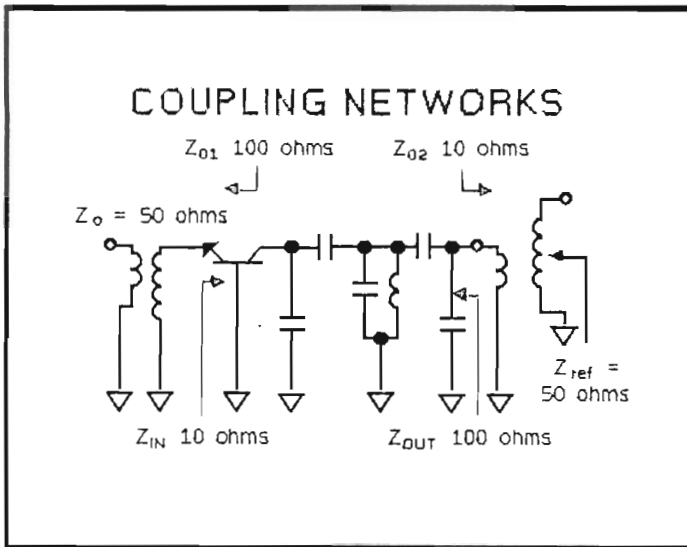 COUPLING NETWORKS
Z01 100 ohms
Z02 10 ohms
Zo = 50 ohms
Zref =
50 ohms
ZIN 10 ohms
ZOUT 100 ohms